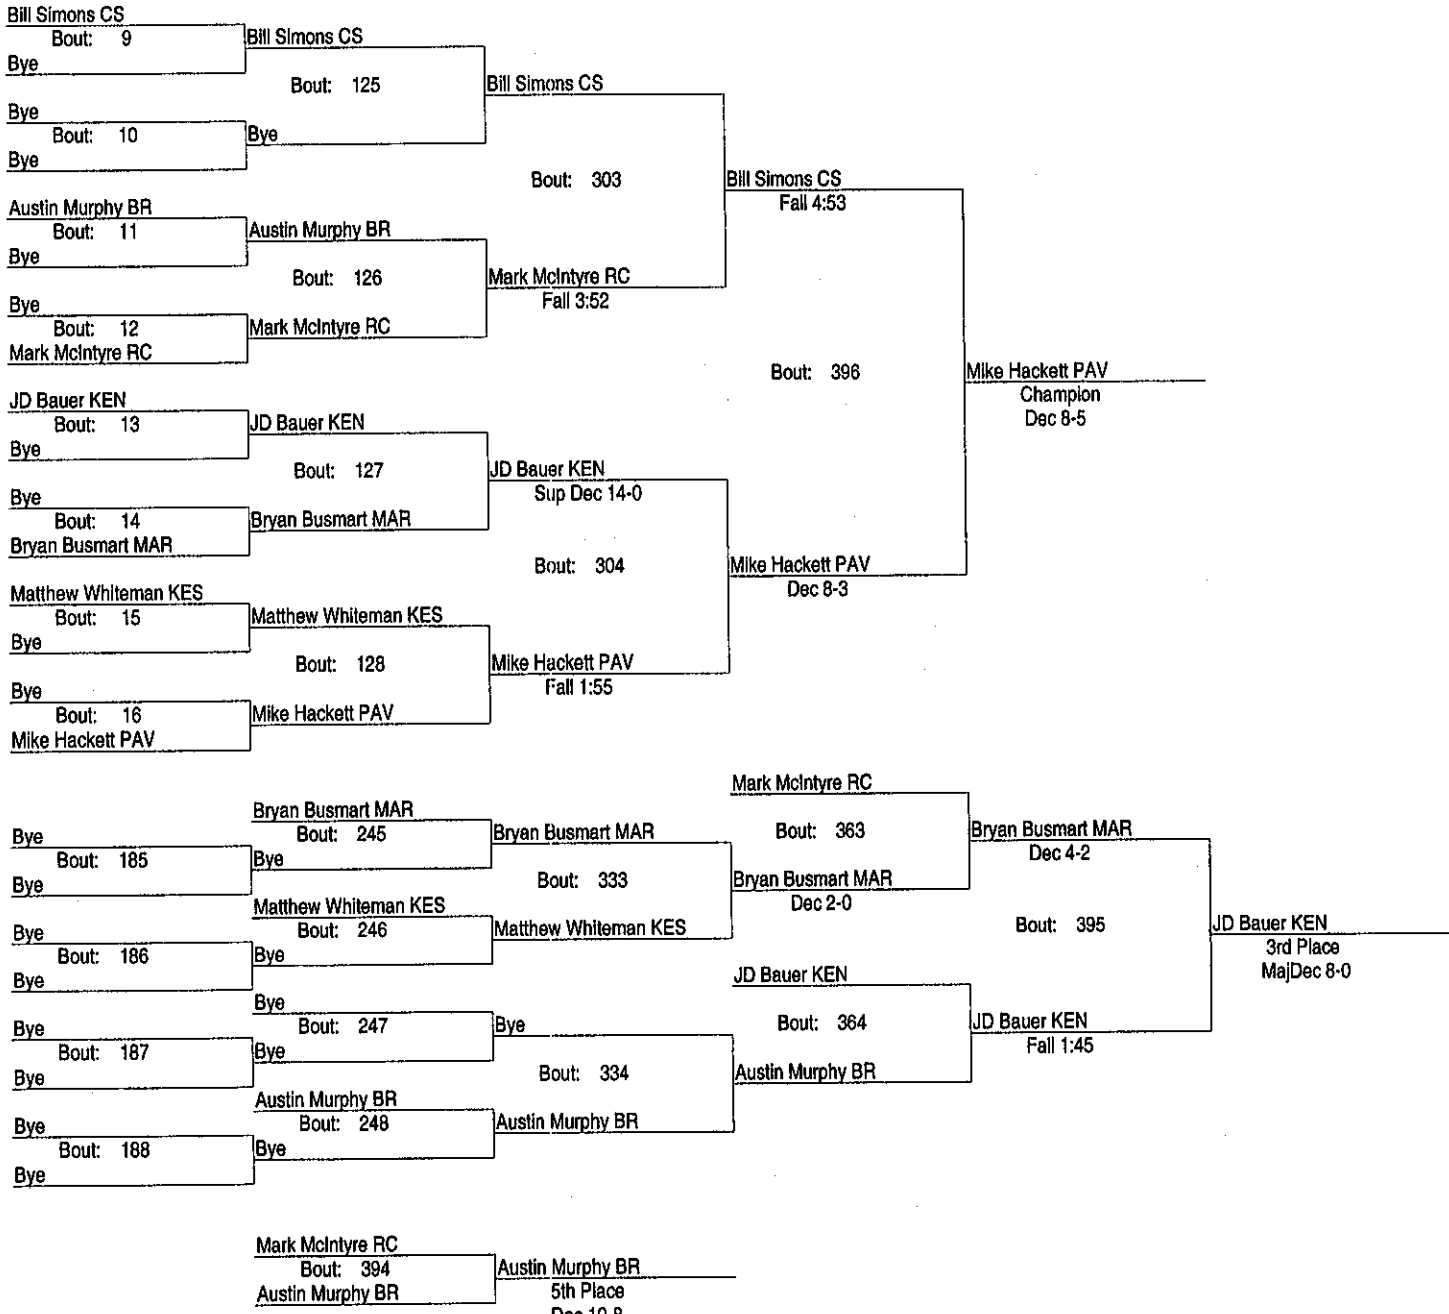 Bill Simons CS
Bout: 9
Bye
Bill Simons CS
Bout: 125
Bill Simons CS
Bye
Bout: 10
Bye
Bye
Bout: 303
Bill Simons CS
Fall 4:53
Austin Murphy BR
Bout: 11
Bye
Austin Murphy BR
Bout: 126
Mark McIntyre RC
Fall 3:52
Bye
Bout: 12
Mark McIntyre RC
Mark McIntyre RC
Bout: 396
Mike Hackett PAV
Champion
Dec 8-5
JD Bauer KEN
Bout: 13
Bye
JD Bauer KEN
Bout: 127
JD Bauer KEN
Sup Dec 14-0
Bye
Bout: 14
Bryan Busmart MAR
Bryan Busmart MAR
Bout: 304
Mike Hackett PAV
Dec 8-3
Matthew Whiteman KES
Bout: 15
Bye
Matthew Whiteman KES
Bout: 128
Mike Hackett PAV
Fall 1:55
Bye
Bout: 16
Mike Hackett PAV
Mike Hackett PAV
Mark McIntyre RC
Bryan Busmart MAR
Bye
Bout: 185
Bye
Bout: 245
Bye
Bryan Busmart MAR
Bout: 333
Bout: 363
Bryan Busmart MAR
Dec 4-2
Bryan Busmart MAR
Dec 2-0
Matthew Whiteman KES
Bye
Bout: 186
Bye
Bout: 246
Bye
Matthew Whiteman KES
Bout: 395
JD Bauer KEN
3rd Place
MajDec 8-0
JD Bauer KEN
Bye
Bout: 247
Bye
Bye
Bout: 187
Bye
Bye
Bout: 364
JD Bauer KEN
Fall 1:45
Bout: 334
Austin Murphy BR
Austin Murphy BR
Bout: 248
Bye
Austin Murphy BR
Bye
Bout: 188
Bye
Mark McIntyre RC
Bout: 394
Austin Murphy BR
Austin Murphy BR
5th Place
Dec 10-8